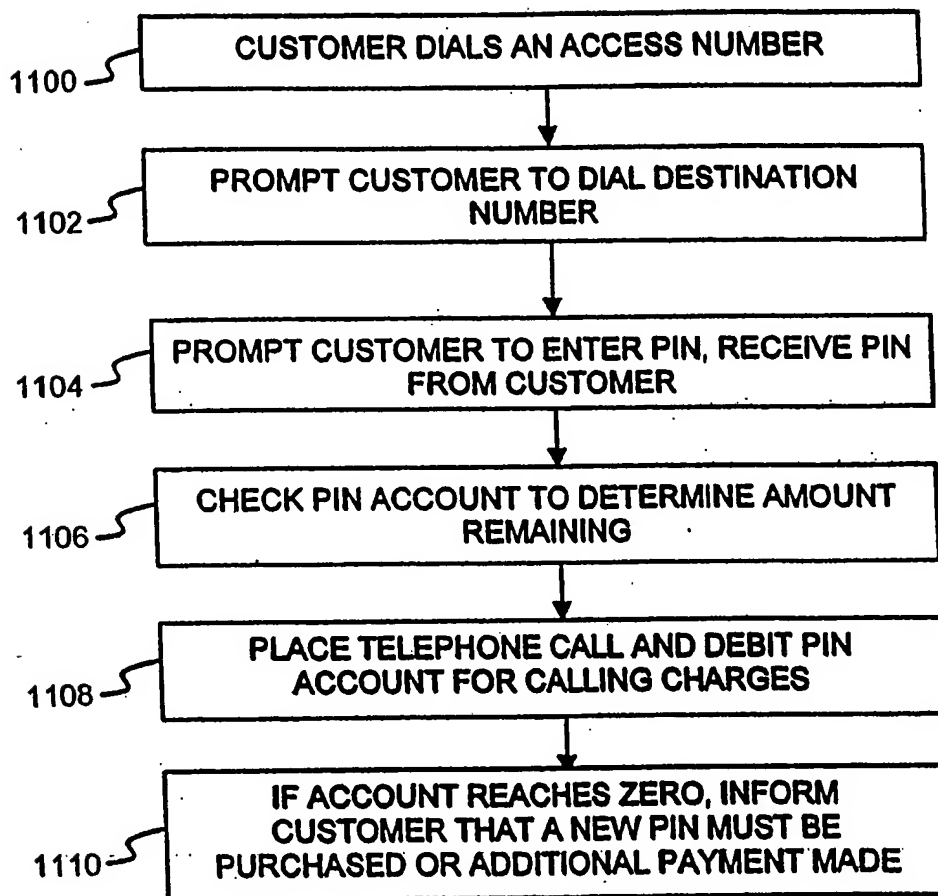 1100
CUSTOMER DIALS AN ACCESS NUMBER
1102
PROMPT CUSTOMER TO DIAL DESTINATION
NUMBER
1104
PROMPT CUSTOMER TO ENTER PIN, RECEIVE PIN
FROM CUSTOMER
1106
CHECK PIN ACCOUNT TO DETERMINE AMOUNT
REMAINING
1108
PLACE TELEPHONE CALL AND DEBIT PIN
ACCOUNT FOR CALLING CHARGES
1110
IF ACCOUNT REACHES ZERO, INFORM
CUSTOMER THAT A NEW PIN MUST BE
PURCHASED OR ADDITIONAL PAYMENT MADE